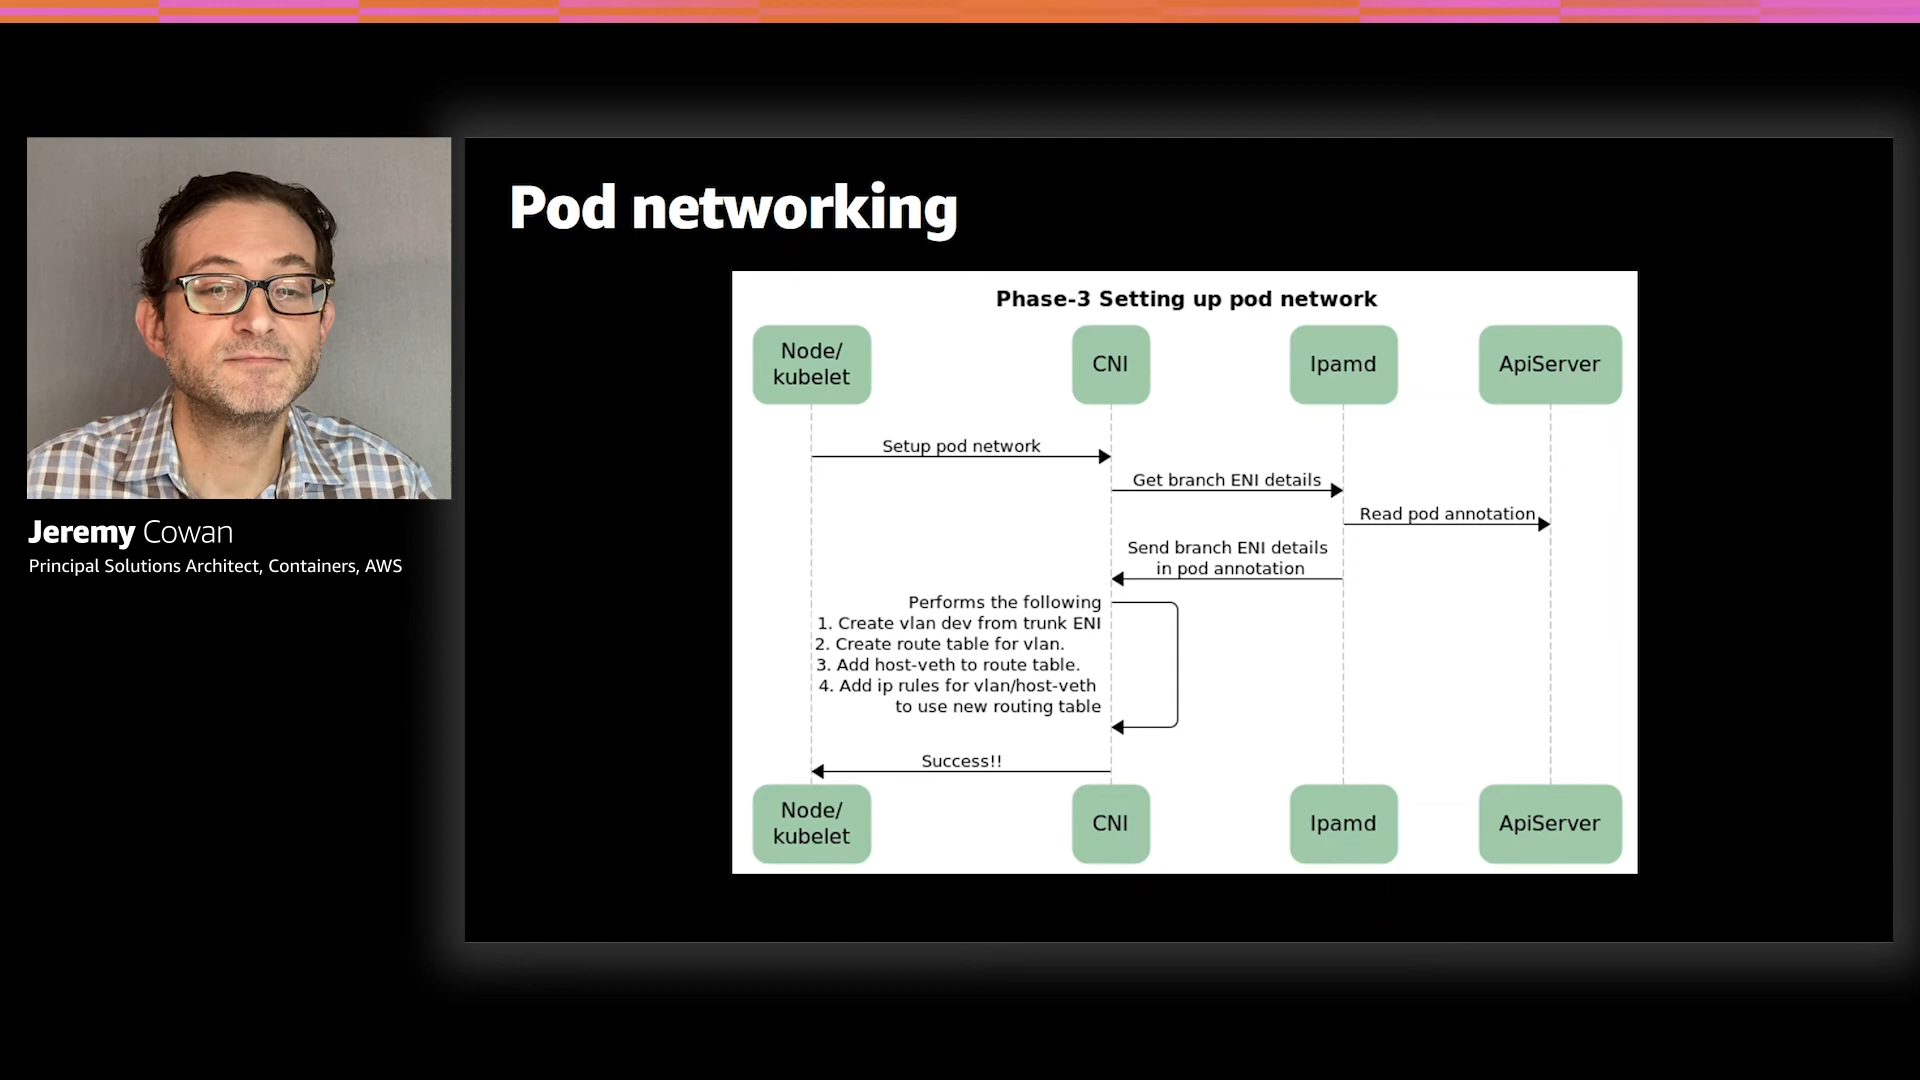 Pod networking
Phase-3 Setting up pod network
Node/
kubelet
CNI
Ipamd
ApiServer
Setup pod network
Get branch ENI details
Read pod annotation
Send branch ENI details
in pod annotation
Performs the following
1. Create vlan dev from trunk ENI
2. Create route table for vlan.
3. Add host-veth to route table.
4. Add ip rules for vlan/host-veth
to use new routing table
Success!!
Node/
kubelet
CNI
Ipamd
ApiServer
Jeremy Cowan
Principal Solutions Architect, Containers, AWS